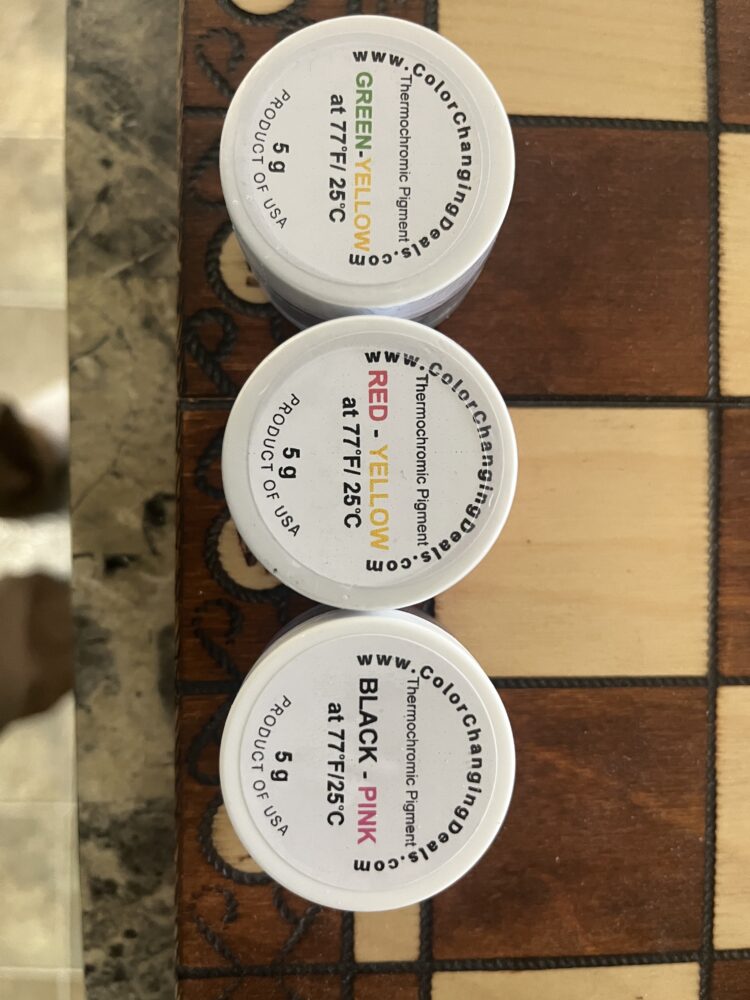 www.ColorChangingDeals.com
Thermochromic Pigment
GREEN-YELLOW
at 77°F/ 25°C
5 g
PRODUCT OF USA
www.ColorChangingDeals.com
Thermochromic Pigment
RED - YELLOW
at 77°F/ 25°C
5 g
PRODUCT OF USA
www.ColorChangingDeals.com
Thermochromic Pigment
BLACK - PINK
at 77°F/25°C
5 g
PRODUCT OF USA